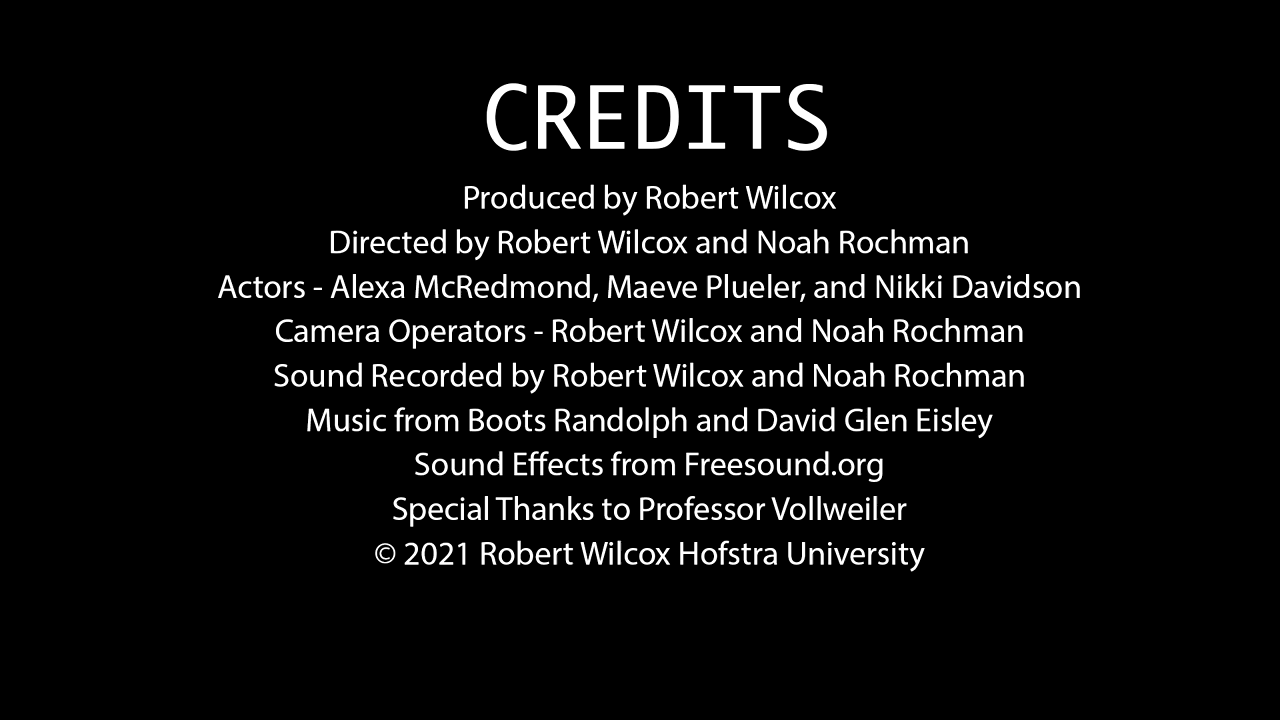 CREDITS
Produced by Robert Wilcox
Directed by Robert Wilcox and Noah Rochman
Actors - Alexa McRedmond, Maeve Plueler, and Nikki Davidson
Camera Operators - Robert Wilcox and Noah Rochman
Sound Recorded by Robert Wilcox and Noah Rochman
Music from Boots Randolph and David Glen Eisley
Sound Effects from Freesound.org
Special Thanks to Professor Vollweiler
© 2021 Robert Wilcox Hofstra University